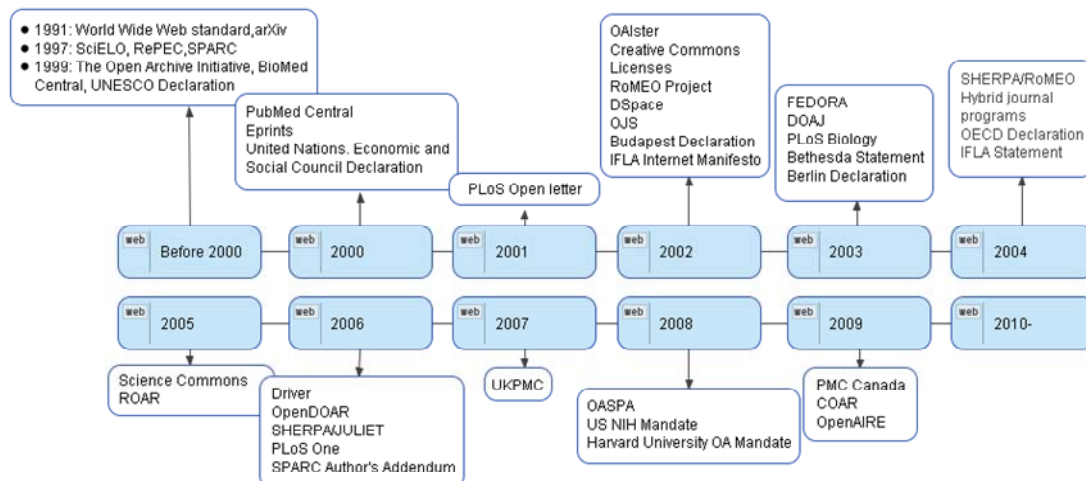 ● 1991: World Wide Web standard,arXiv
● 1997: SciELO, RePEC,SPARC
● 1999: The Open Archive Initiative, BioMed
Central, UNESCO Declaration
PubMed Central
Eprints
United Nations. Economic and
Social Council Declaration
PLoS Open letter
OAIster
Creative Commons
Licenses
RoMEO Project
DSpace
OJS
Budapest Declaration
IFLA Internet Manifesto
FEDORA
DOAJ
PLoS Biology
Bethesda Statement
Berlin Declaration
SHERPA/RoMEO
Hybrid journal
programs
OECD Declaration
IFLA Statement
web
Before 2000
web
2000
web
2001
web
2002
web
2003
web
2004
web
2005
web
2006
web
2007
web
2008
web
2009
web
2010-
Science Commons
ROAR
Driver
OpenDOAR
SHERPA/JULIET
PLoS One
SPARC Author's Addendum
UKPMC
OASPA
US NIH Mandate
Harvard University OA Mandate
PMC Canada
COAR
OpenAIRE